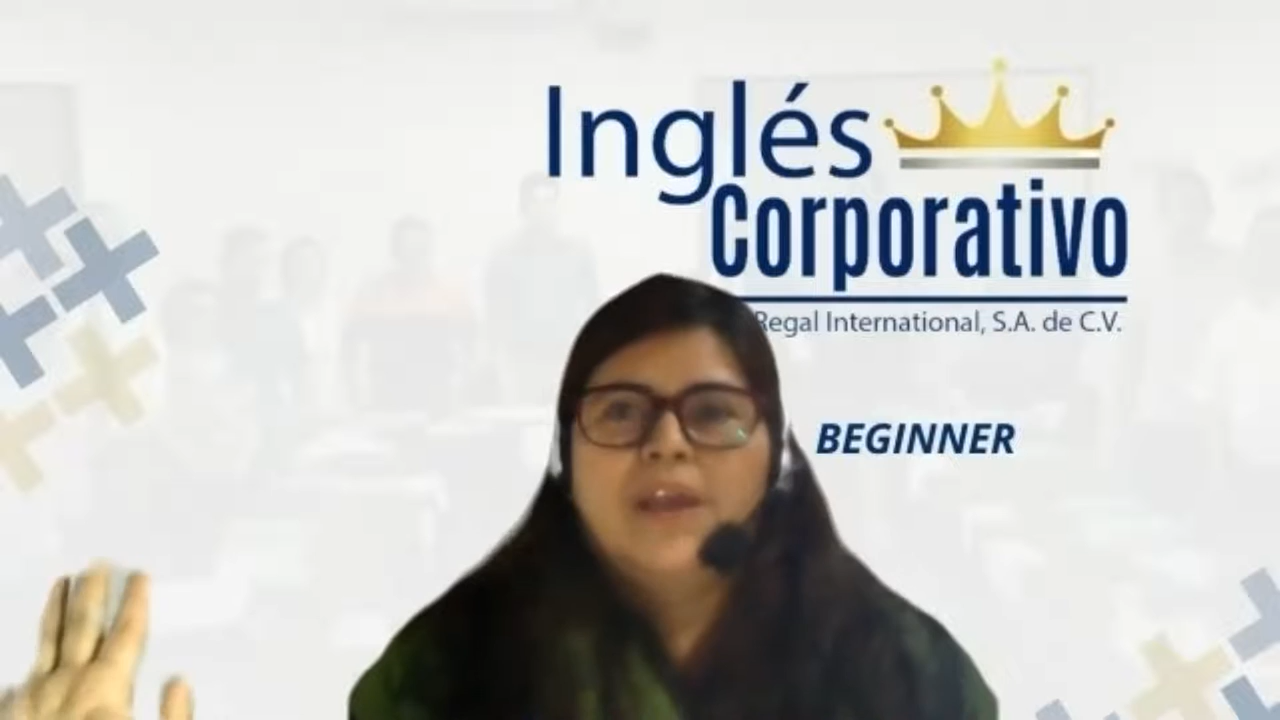 Inglés
Corporativo
Regal International, S.A. de C.V.
BEGINNER